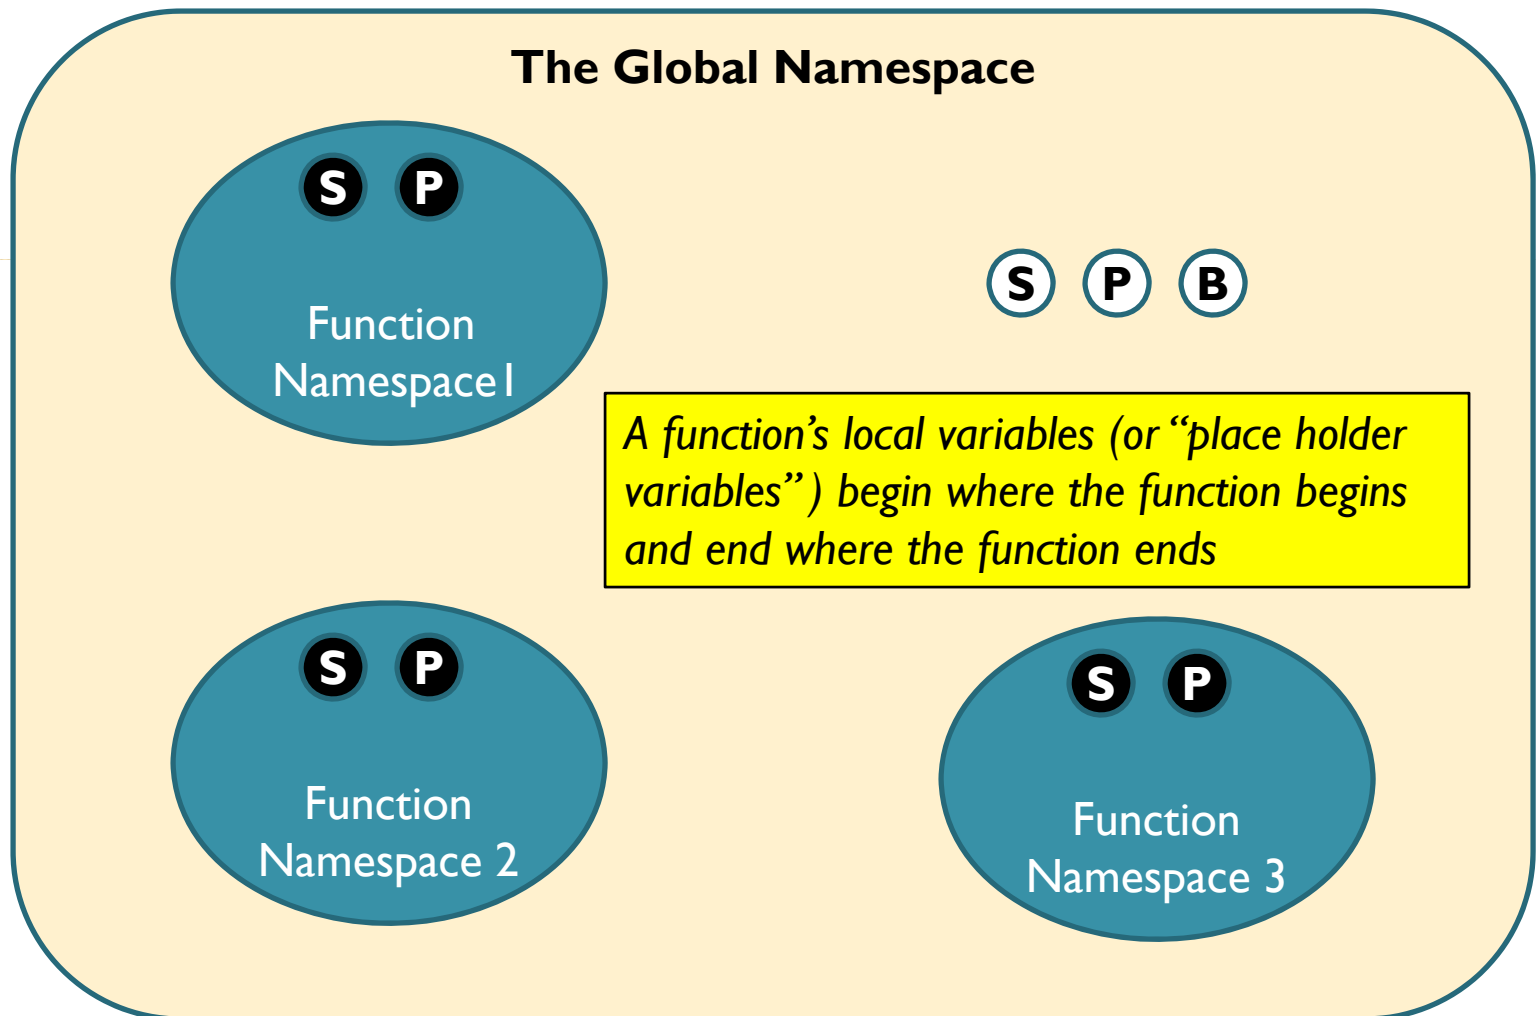 The Global Namespace
S P
Function
Namespace1
S P B
A function's local variables (or “place holder
variables”) begin where the function begins
and end where the function ends
S P
Function
Namespace 2
S P
Function
Namespace 3